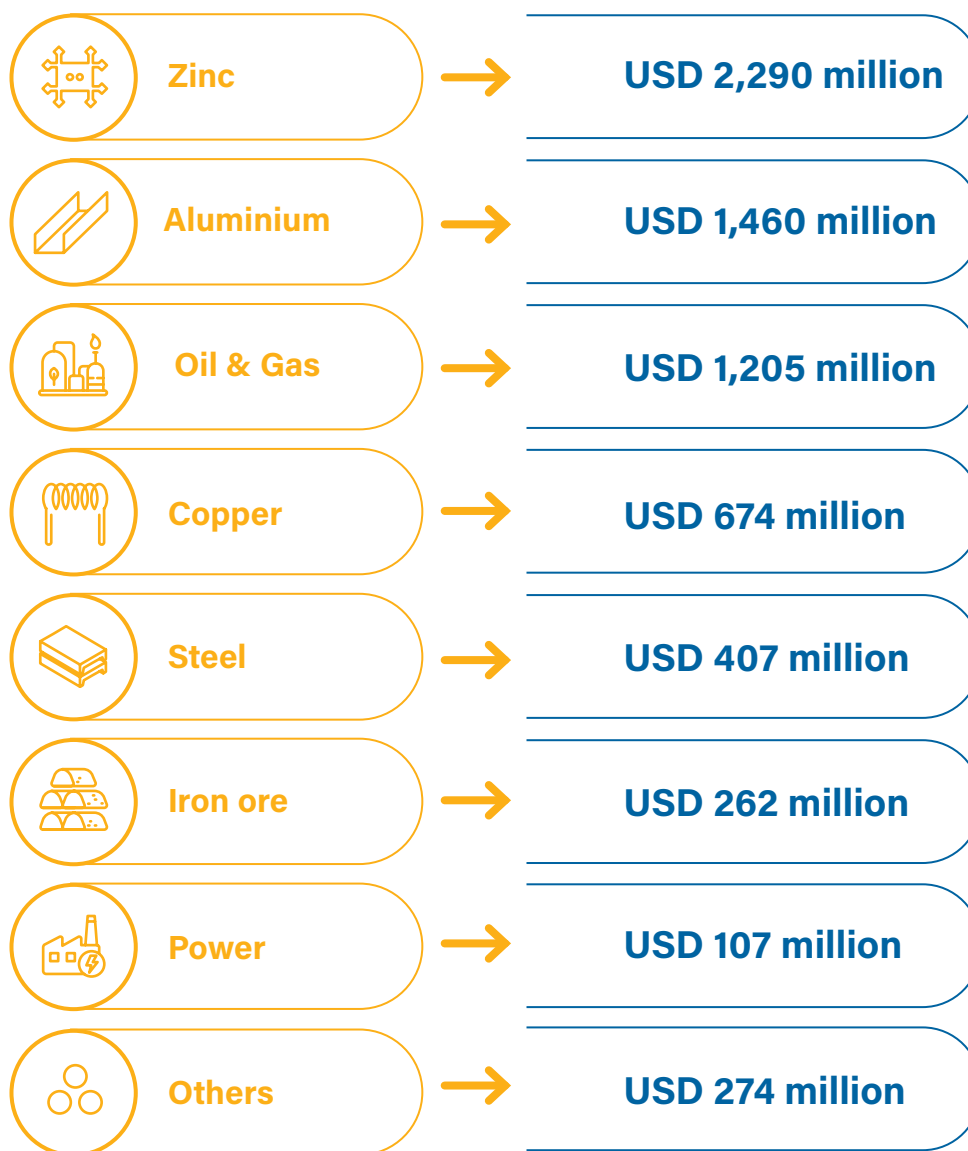 Zinc USD 2,290 million
Aluminium USD 1,460 million
Oil & Gas USD 1,205 million
Copper USD 674 million
Steel USD 407 million
Iron ore USD 262 million
Power USD 107 million
Others USD 274 million